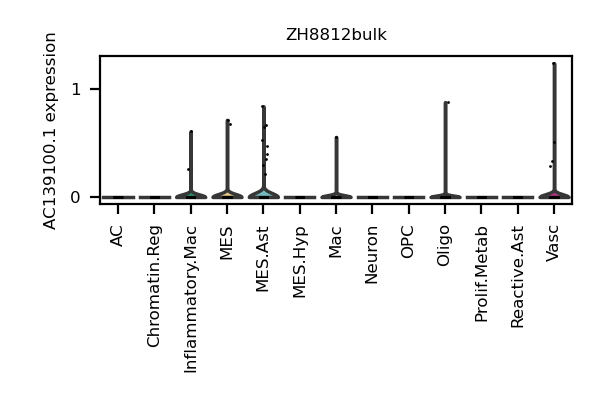 ZH8812bulk
AC139100.1 expression
1
0
AC
Chromatin.Reg
Inflammatory.Mac
MES
MES.Ast
MES.Hyp
Mac
Neuron
OPC
Oligo
Prolif.Metab
Reactive.Ast
Vasc